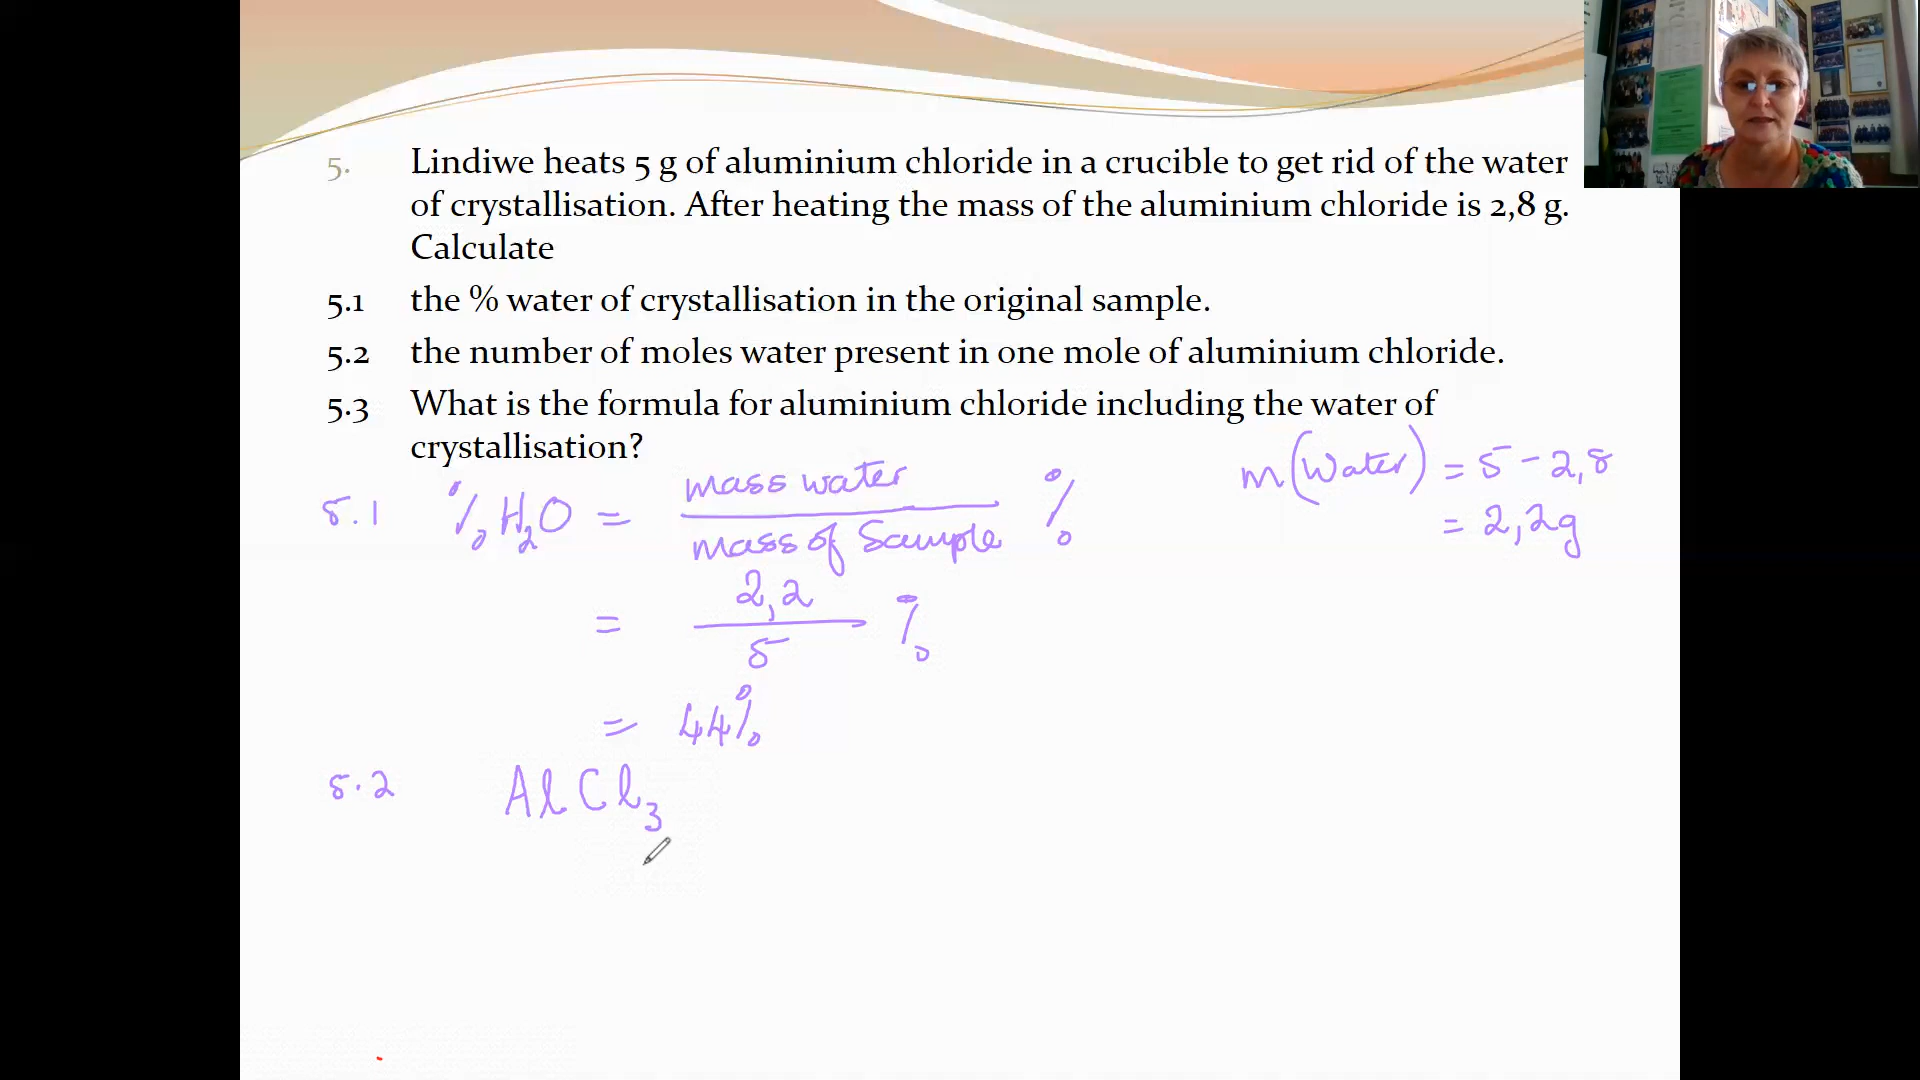 5. Lindiwe heats 5 g of aluminium chloride in a crucible to get rid of the water
of crystallisation. After heating the mass of the aluminium chloride is 2,8 g.
Calculate
5.1 the % water of crystallisation in the original sample.
5.2 the number of moles water present in one mole of aluminium chloride.
5.3 What is the formula for aluminium chloride including the water of
crystallisation?
m(Water) = 5 - 2,8
= 2,2g
5.1 % H₂O = mass water / mass of Sample %
= 2,2 / 5 %
= 44%
5.2 AlCl₃